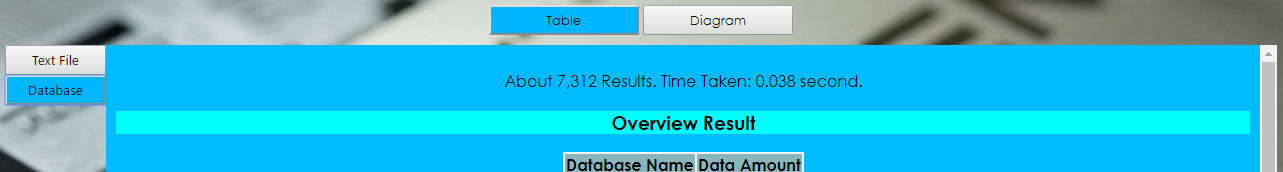 Table Diagram
Text File
Database
About 7,312 Results. Time Taken: 0.038 second.
Overview Result
Database Name Data Amount